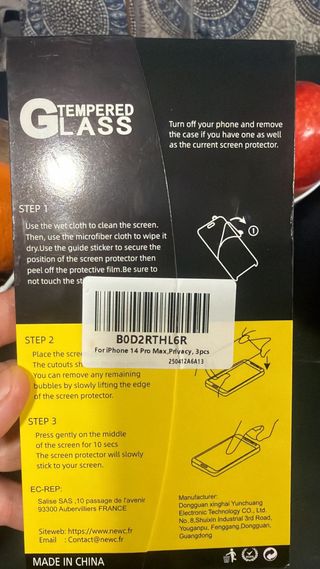 TEMPERED
GLASS
Turn off your phone and remove
the case if you have one as well
as the current screen protector.
STEP 1
Use the wet cloth to clean the screen.
Then, use the microfiber cloth to wipe it
dry.Use the guide sticker to secure the
position of the screen protector then
peel off the protective film.Be sure to
not touch the
1
B0D2RTHL6R
For iPhone 14 Pro Max,Privacy, 3pcs
250412A6A13
STEP 2
Place the
The cutouts
You can remove any remaining
bubbles by slowly lifting the edge
of the screen protector.
STEP 3
Press gently on the middle
of the screen for 10 secs
The screen protector will slowly
stick to your screen.
EC-REP:
Salise SAS ,10 passage de l'avenir
93300 Aubervilliers FRANCE
Siteweb: https://www.newc.fr
Email : Contact@newc.fr
Manufacturer:
Dongguan xinghai Yunchuang
Electronic Technology CO., Ltd.
No. 8,Shuixin Industrial 3rd Road,
Youganpu, Fenggang,Dongguan,
Guangdong
MADE IN CHINA